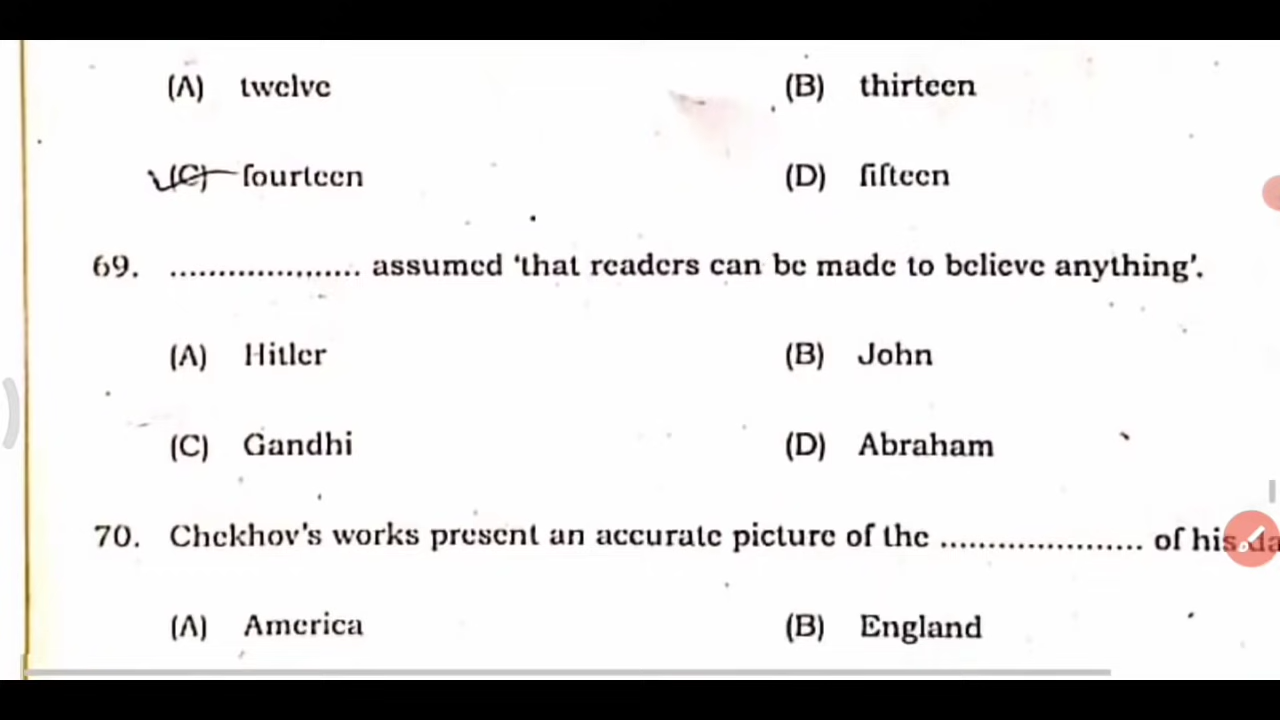 (A) twelve (B) thirteen
(C) fourteen (D) fifteen
69. .................... assumed ‘that readers can be made to believe anything’.
(A) Hitler (B) John
(C) Gandhi (D) Abraham
70. Chekhov's works present an accurate picture of the ..................... of his
(A) America (B) England